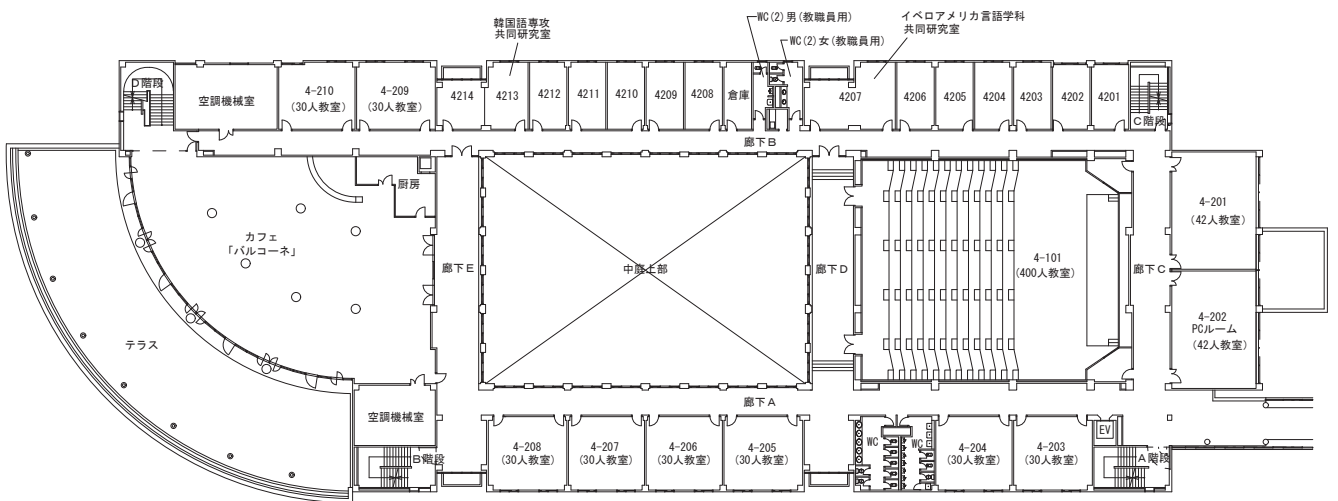 韓国語専攻
共同研究室
WC(2)男(教職員用)
WC(2)女(教職員用)
イベロアメリカ言語学科
共同研究室
D階段
空調機械室
4-210
(30人教室)
4-209
(30人教室)
4214
4213
4212
4211
4210
4209
4208
倉庫
4207
4206
4205
4204
4203
4202
4201
C階段
廊下B
厨房
カフェ
「バルコーネ」
廊下E
中庭上部
廊下D
4-101
(400人教室)
廊下C
4-201
(42人教室)
4-202
PCルーム
(42人教室)
テラス
空調機械室
廊下A
B階段
4-208
(30人教室)
4-207
(30人教室)
4-206
(30人教室)
4-205
(30人教室)
WC
WC
4-204
(30人教室)
4-203
(30人教室)
EV
A階段